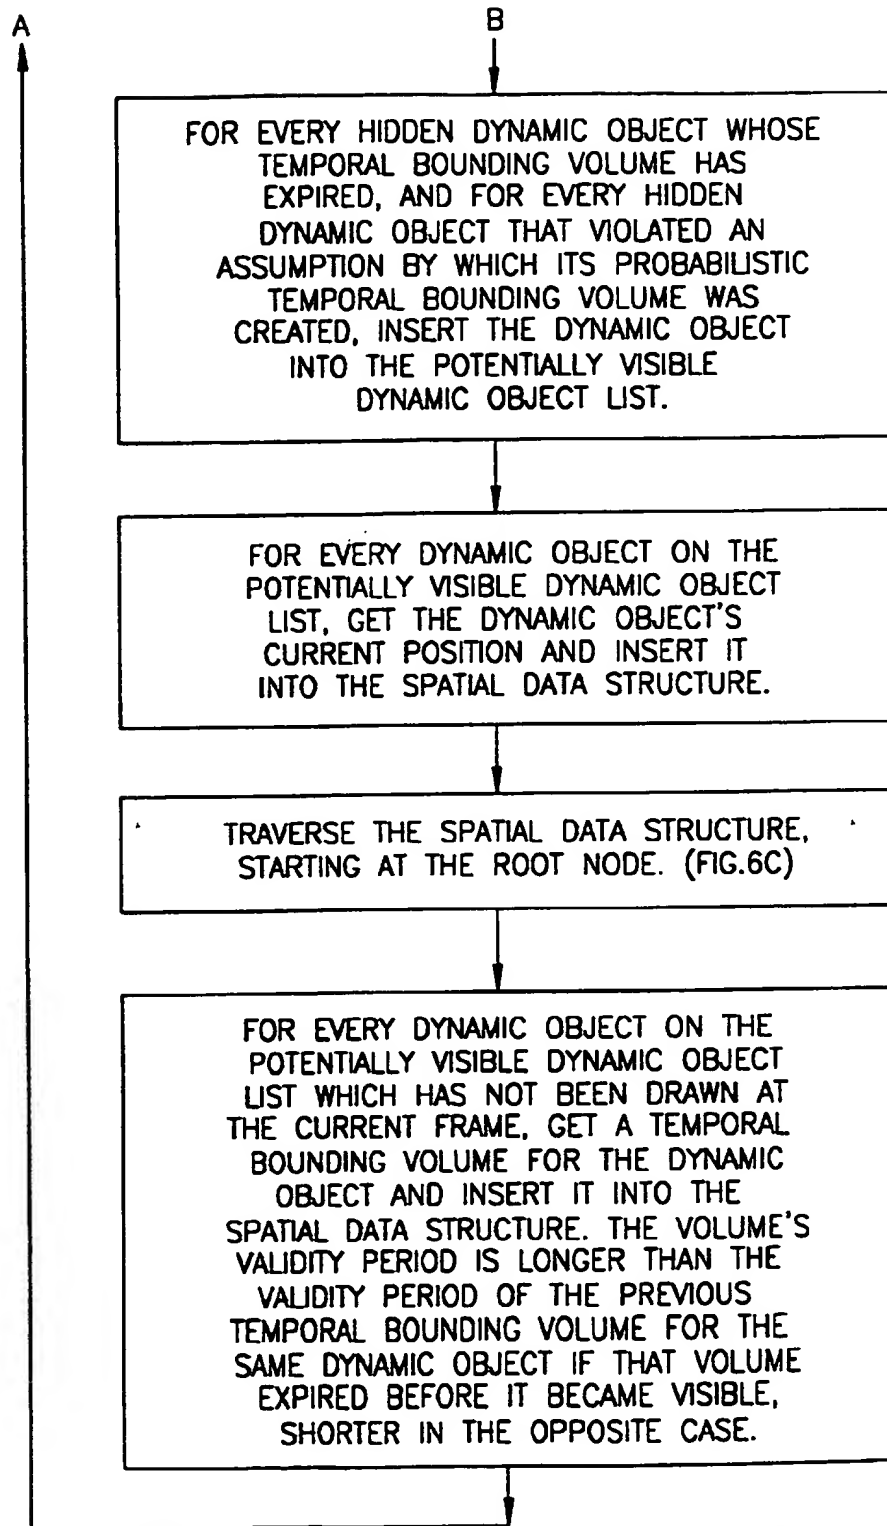 A
B
FOR EVERY HIDDEN DYNAMIC OBJECT WHOSE
TEMPORAL BOUNDING VOLUME HAS
EXPIRED, AND FOR EVERY HIDDEN
DYNAMIC OBJECT THAT VIOLATED AN
ASSUMPTION BY WHICH ITS PROBABILISTIC
TEMPORAL BOUNDING VOLUME WAS
CREATED, INSERT THE DYNAMIC OBJECT
INTO THE POTENTIALLY VISIBLE
DYNAMIC OBJECT LIST.
FOR EVERY DYNAMIC OBJECT ON THE
POTENTIALLY VISIBLE DYNAMIC OBJECT
LIST, GET THE DYNAMIC OBJECT'S
CURRENT POSITION AND INSERT IT
INTO THE SPATIAL DATA STRUCTURE.
TRAVERSE THE SPATIAL DATA STRUCTURE,
STARTING AT THE ROOT NODE. (FIG.6C)
FOR EVERY DYNAMIC OBJECT ON THE
POTENTIALLY VISIBLE DYNAMIC OBJECT
LIST WHICH HAS NOT BEEN DRAWN AT
THE CURRENT FRAME, GET A TEMPORAL
BOUNDING VOLUME FOR THE DYNAMIC
OBJECT AND INSERT IT INTO THE
SPATIAL DATA STRUCTURE. THE VOLUME'S
VALIDITY PERIOD IS LONGER THAN THE
VALIDITY PERIOD OF THE PREVIOUS
TEMPORAL BOUNDING VOLUME FOR THE
SAME DYNAMIC OBJECT IF THAT VOLUME
EXPIRED BEFORE IT BECAME VISIBLE,
SHORTER IN THE OPPOSITE CASE.